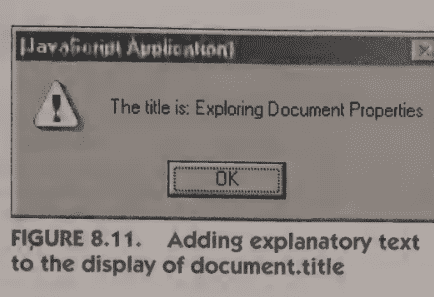 [JavaScript Application]
The title is: Exploring Document Properties
OK
FIGURE 8.11. Adding explanatory text
to the display of document.title